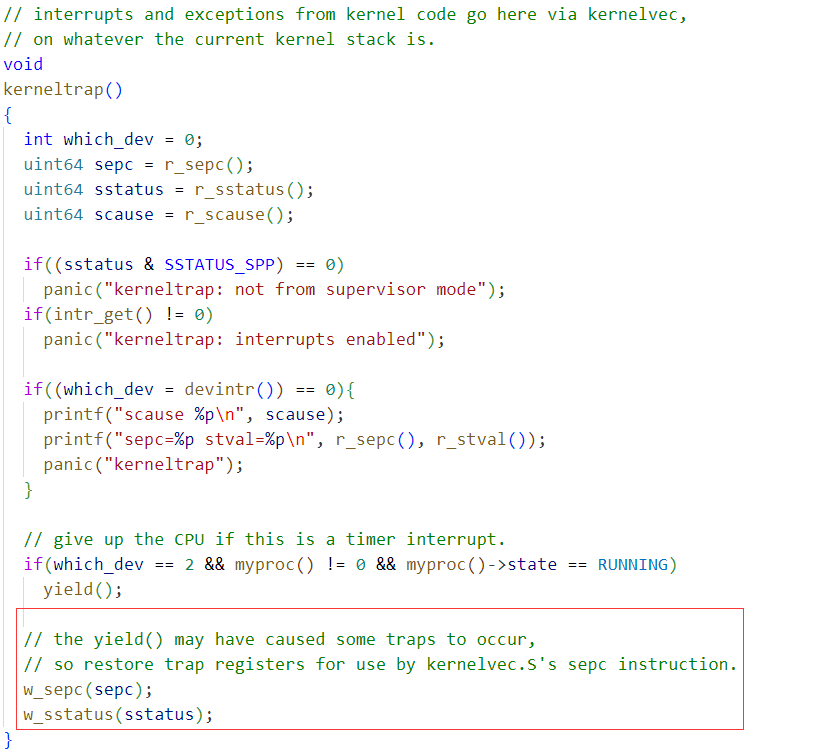 // interrupts and exceptions from kernel code go here via kernelvec,
// on whatever the current kernel stack is.
void
kerneltrap()
{
  int which_dev = 0;
  uint64 sepc = r_sepc();
  uint64 sstatus = r_sstatus();
  uint64 scause = r_scause();

  if((sstatus & SSTATUS_SPP) == 0)
    panic("kerneltrap: not from supervisor mode");
  if(intr_get() != 0)
    panic("kerneltrap: interrupts enabled");

  if((which_dev = devintr()) == 0){
    printf("scause %p\n", scause);
    printf("sepc=%p stval=%p\n", r_sepc(), r_stval());
    panic("kerneltrap");
  }

  // give up the CPU if this is a timer interrupt.
  if(which_dev == 2 && myproc() != 0 && myproc()->state == RUNNING)
    yield();

  // the yield() may have caused some traps to occur,
  // so restore trap registers for use by kernelvec.S's sepc instruction.
  w_sepc(sepc);
  w_sstatus(sstatus);
}